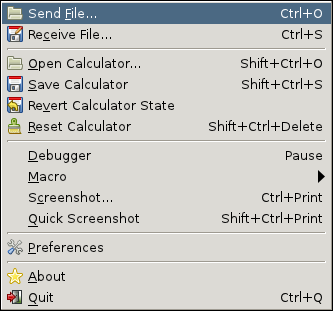 Send File... Ctrl+O
Receive File... Ctrl+S
Open Calculator... Shift+Ctrl+O
Save Calculator Shift+Ctrl+S
Revert Calculator State
Reset Calculator Shift+Ctrl+Delete
Debugger Pause
Macro
Screenshot... Ctrl+Print
Quick Screenshot Shift+Ctrl+Print
Preferences
About
Quit Ctrl+Q